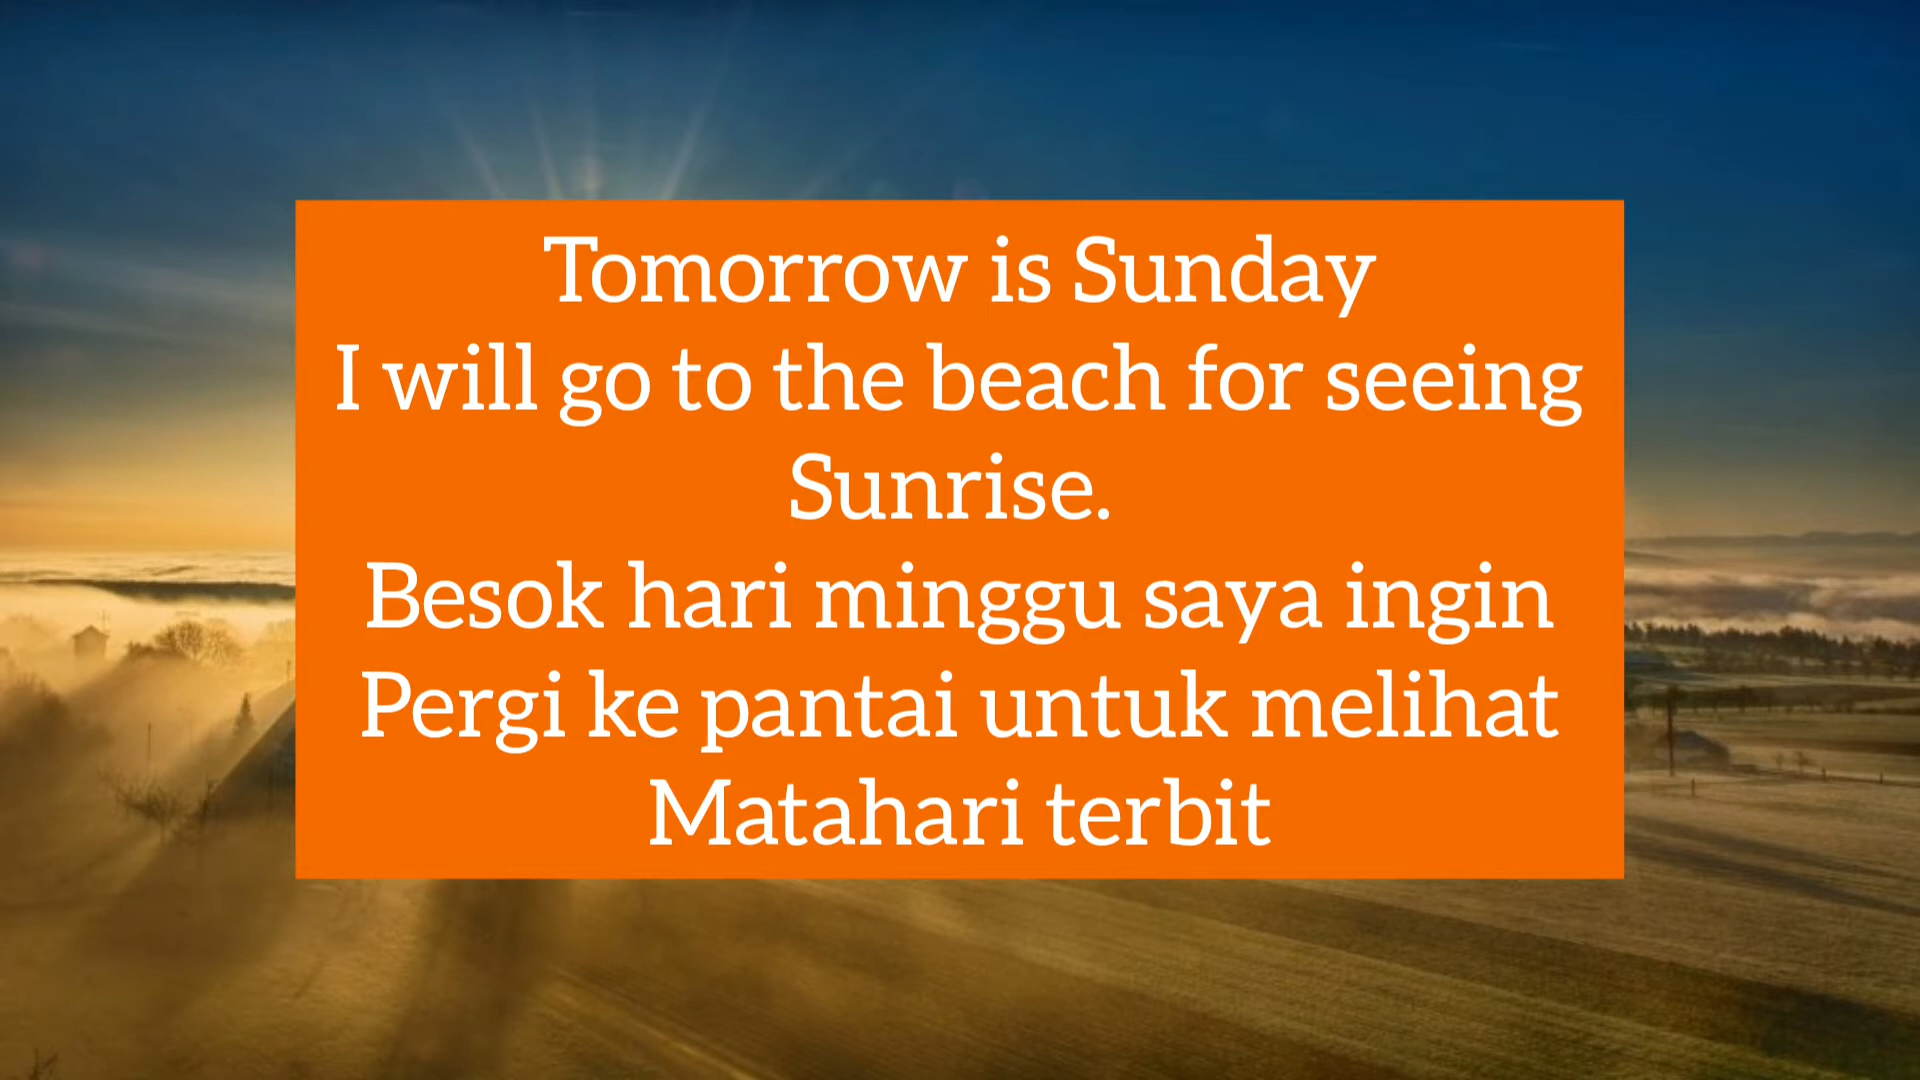 Tomorrow is Sunday
I will go to the beach for seeing
Sunrise.
Besok hari minggu saya ingin
Pergi ke pantai untuk melihat
Matahari terbit